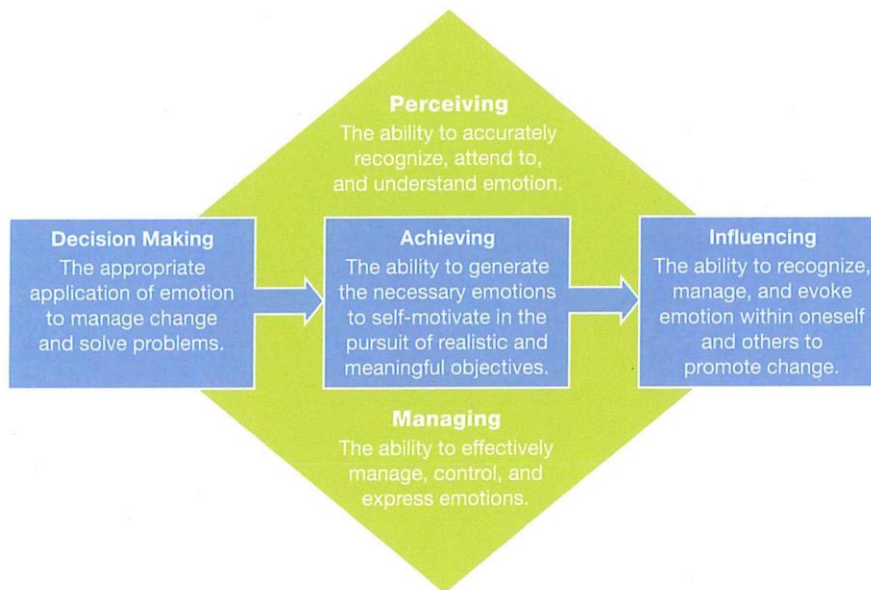 Perceiving
The ability to accurately
recognize, attend to,
and understand emotion.
Decision Making
The appropriate
application of emotion
to manage change
and solve problems.
Achieving
The ability to generate
the necessary emotions
to self-motivate in the
pursuit of realistic and
meaningful objectives.
Influencing
The ability to recognize,
manage, and evoke
emotion within oneself
and others to
promote change.
Managing
The ability to effectively
manage, control, and
express emotions.